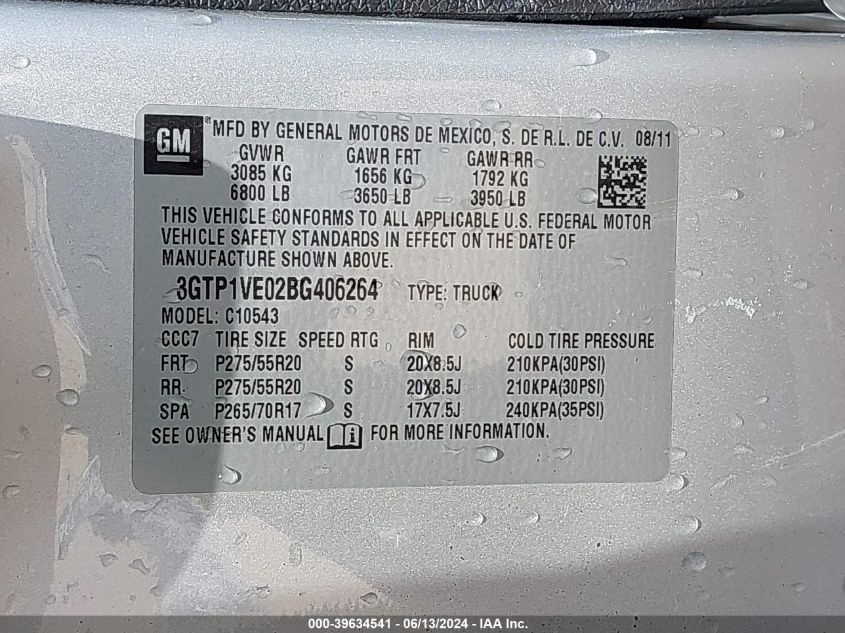 GM ®MFD BY GENERAL MOTORS DE MEXICO, S. DE R.L. DE C.V. 08/11
GVWR GAWR FRT GAWR RR
3085 KG 1656 KG 1792 KG
6800 LB 3650 LB 3950 LB
THIS VEHICLE CONFORMS TO ALL APPLICABLE U.S. FEDERAL MOTOR
VEHICLE SAFETY STANDARDS IN EFFECT ON THE DATE OF
MANUFACTURE SHOWN ABOVE.
3GTP1VE02BG406264 TYPE: TRUCK
MODEL: C10543
CCC7 TIRE SIZE SPEED RTG RIM COLD TIRE PRESSURE
FRT P275/55R20 S 20X8.5J 210KPA(30PSI)
RR P275/55R20 S 20X8.5J 210KPA(30PSI)
SPA P265/70R17 S 17X7.5J 240KPA(35PSI)
SEE OWNER'S MANUAL i FOR MORE INFORMATION.
000-39634541 - 06/13/2024 - IAA Inc.